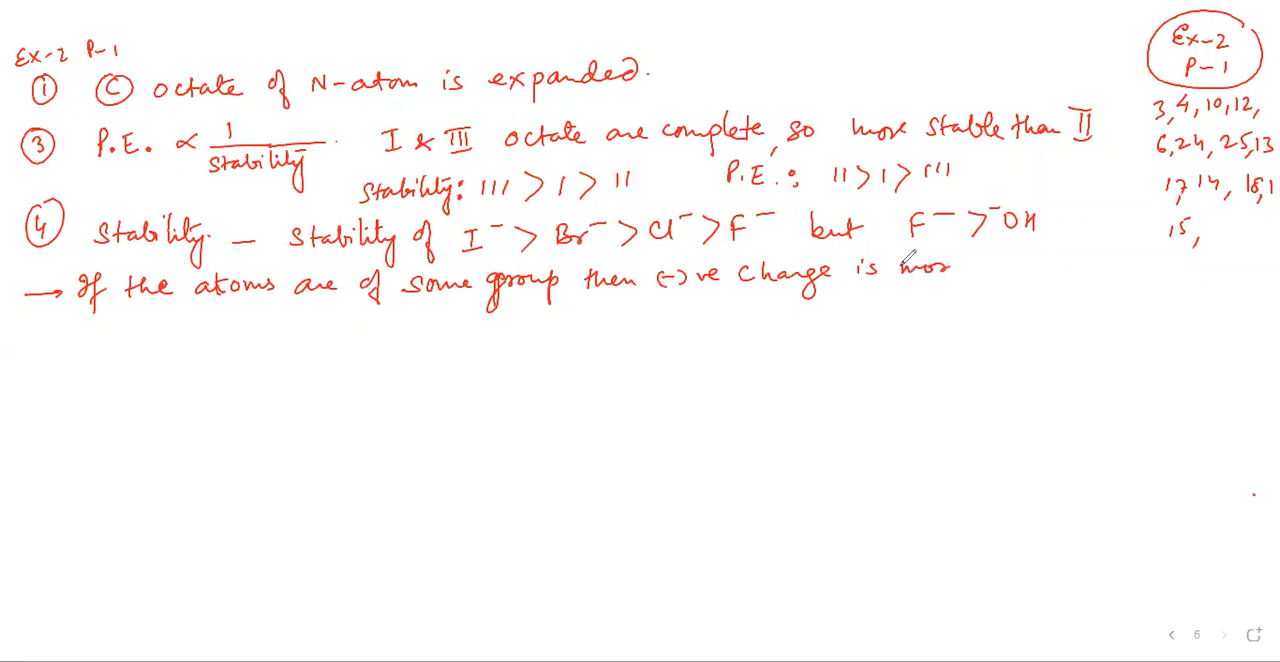 Ex-2 P-1
① Ⓒ octate of N-atom is expanded.
③ P.E. ∝ 1/stability. I & III octate are complete, so more stable than II
Stability: III > I > II P.E.: II > I > III
④ Stability. – stability of I⁻ > Br⁻ > Cl⁻ > F⁻ but F⁻ > ⁻OH
→ If the atoms are of same group then (-)ve charge is mor
Ex-2
P-1
3, 4, 10, 12,
6, 24, 25, 13
17, 14, 18, 1
15,
6